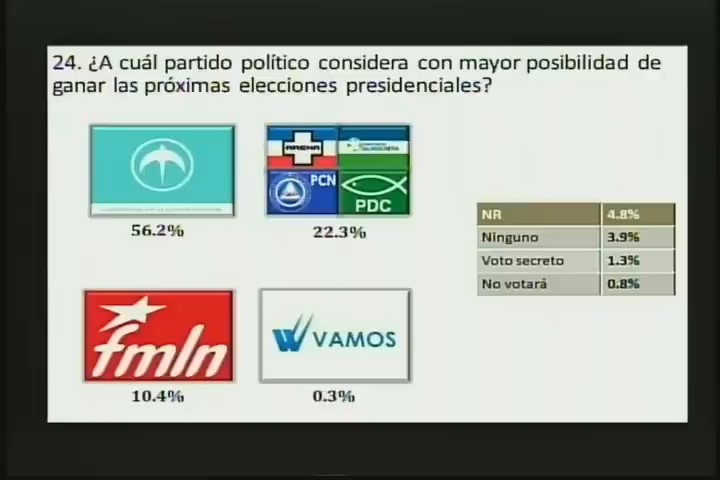 24. ¿A cuál partido político considera con mayor posibilidad de
ganar las próximas elecciones presidenciales?
ARENA
PCN
PDC
56.2%
22.3%
NR 4.8%
Ninguno 3.9%
Voto secreto 1.3%
No votará 0.8%
fmln
VAMOS
10.4%
0.3%